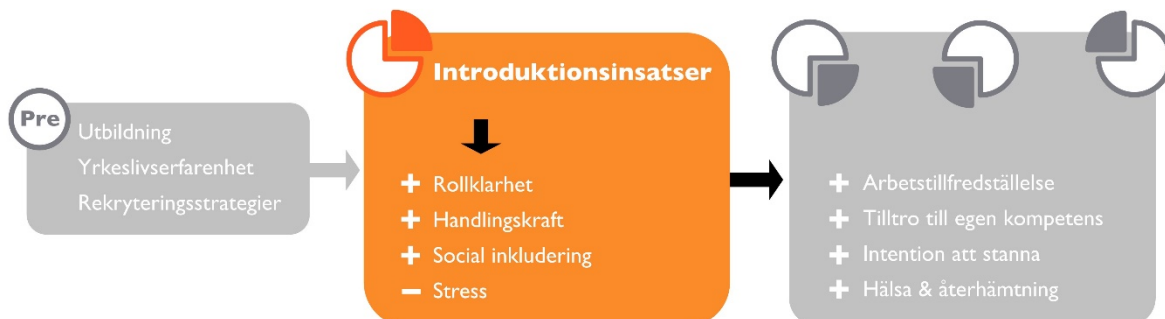 Pre
Utbildning
Yrkeslivserfarenhet
Rekryteringsstrategier
Introduktionsinsatser
+ Rollklarhet
+ Handlingskraft
+ Social inkludering
− Stress
+ Arbetstillfredställelse
+ Tilltro till egen kompetens
+ Intention att stanna
+ Hälsa & återhämtning